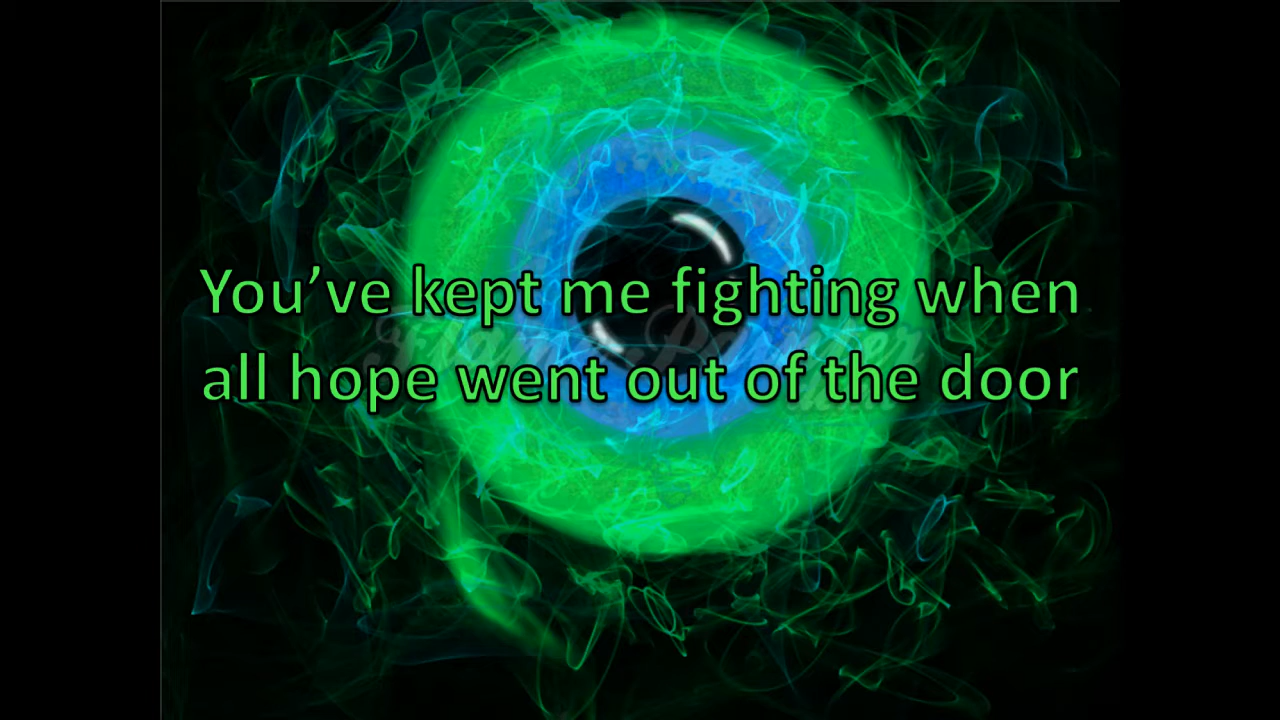 You’ve kept me fighting when
all hope went out of the door